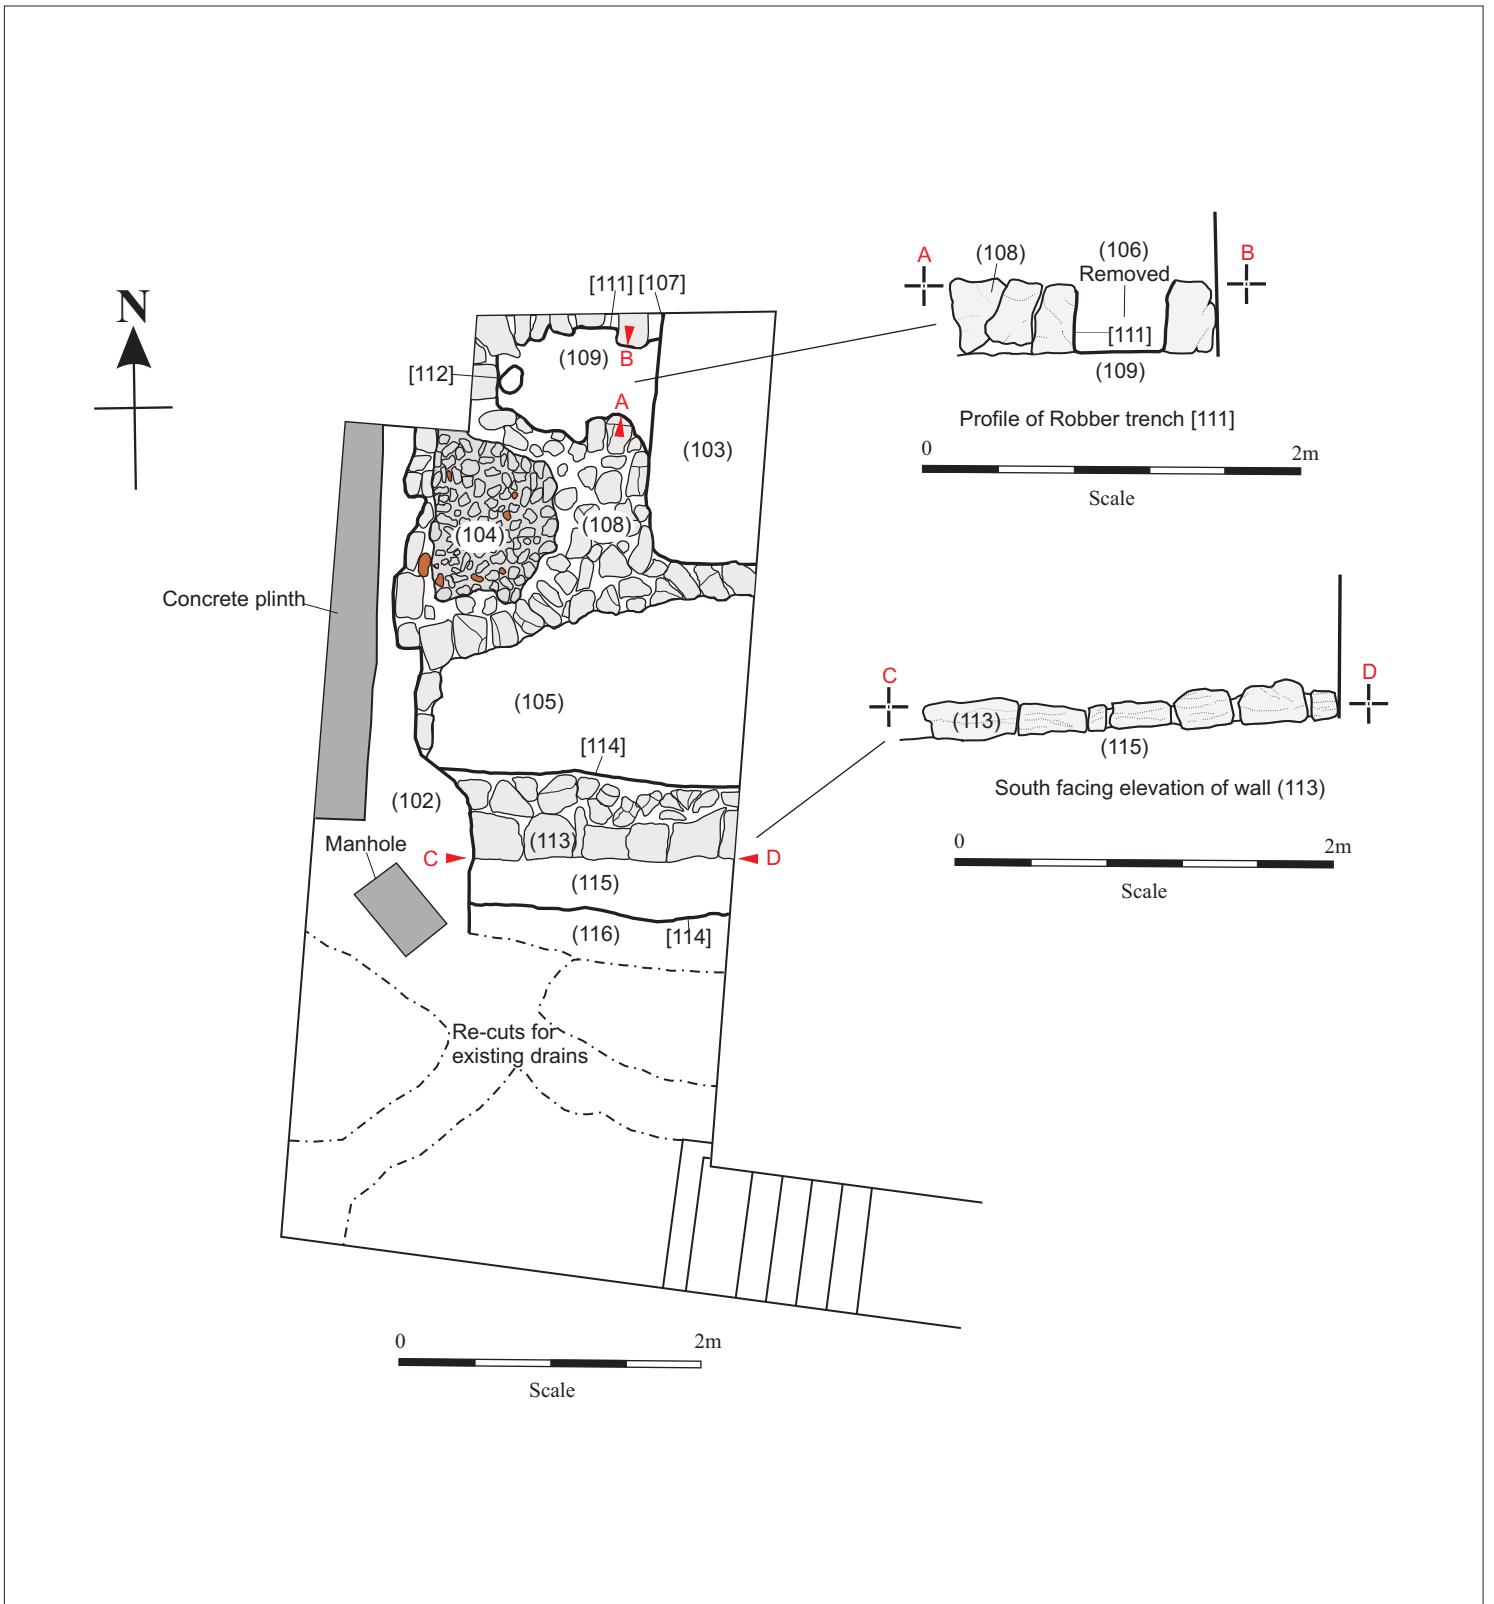 N
[111] [107]
(109)
B
[112]
A
(103)
(104)
(108)
Concrete plinth
(105)
[114]
(102)
Manhole
(113)
C
D
(115)
(116)
[114]
Re-cuts for
existing drains
0
2m
Scale
A
(108)
(106)
Removed
B
[111]
(109)
Profile of Robber trench [111]
0
2m
Scale
C
D
(113)
(115)
South facing elevation of wall (113)
0
2m
Scale